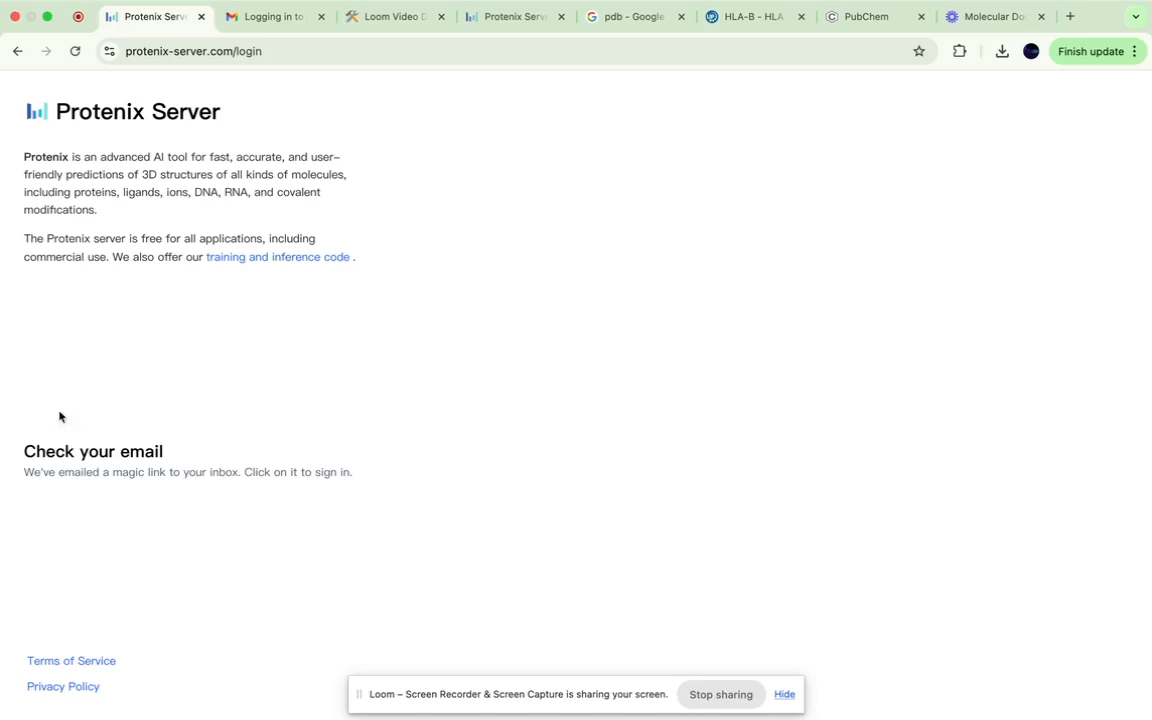 Protenix Serv
Logging in to
Loom Video D
Protenix Serv
pdb - Google
HLA-B - HLA
PubChem
Molecular Do
protenix-server.com/login
Finish update
Protenix Server
Protenix is an advanced AI tool for fast, accurate, and user-
friendly predictions of 3D structures of all kinds of molecules,
including proteins, ligands, ions, DNA, RNA, and covalent
modifications.
The Protenix server is free for all applications, including
commercial use. We also offer our training and inference code .
Check your email
We've emailed a magic link to your inbox. Click on it to sign in.
Terms of Service
Privacy Policy
Loom – Screen Recorder & Screen Capture is sharing your screen.
Stop sharing
Hide